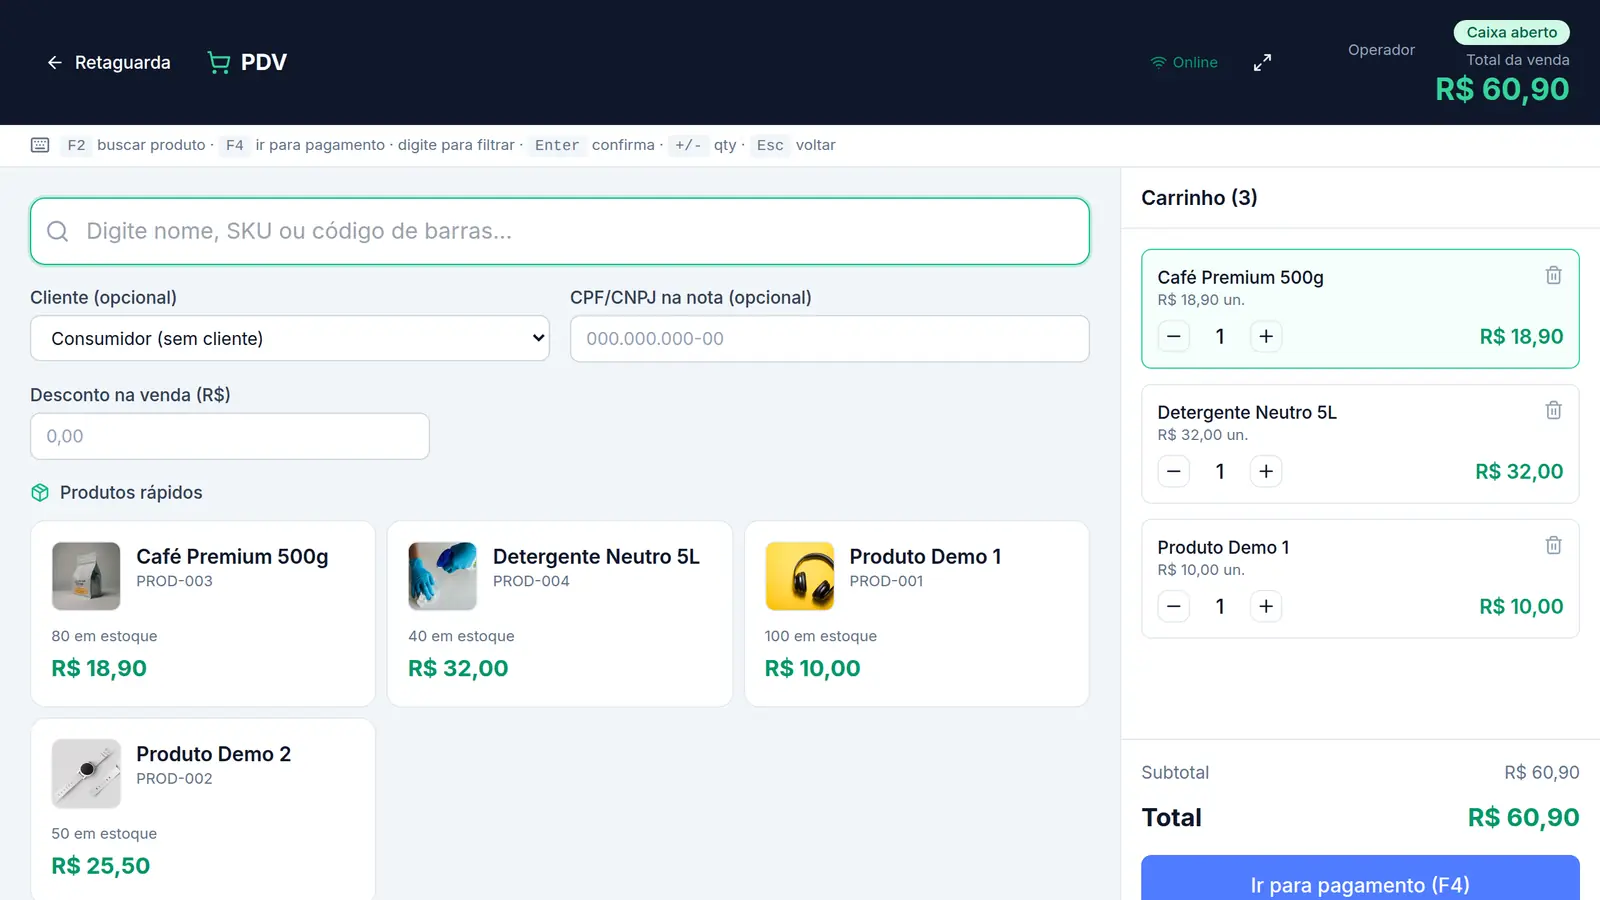 Retaguarda
PDV
Online
Operador
Caixa aberto
Total da venda
R$ 60,90
F2 buscar produto · F4 ir para pagamento · digite para filtrar · Enter confirma · +/- qty · Esc voltar
Digite nome, SKU ou código de barras...
Cliente (opcional)
Consumidor (sem cliente)
CPF/CNPJ na nota (opcional)
000.000.000-00
Desconto na venda (R$)
0,00
Produtos rápidos
Café Premium 500g
PROD-003
80 em estoque
R$ 18,90
Detergente Neutro 5L
PROD-004
40 em estoque
R$ 32,00
Produto Demo 1
PROD-001
100 em estoque
R$ 10,00
Produto Demo 2
PROD-002
50 em estoque
R$ 25,50
Carrinho (3)
Café Premium 500g
R$ 18,90 un.
1
R$ 18,90
Detergente Neutro 5L
R$ 32,00 un.
1
R$ 32,00
Produto Demo 1
R$ 10,00 un.
1
R$ 10,00
Subtotal
R$ 60,90
Total
R$ 60,90
Ir para pagamento (F4)